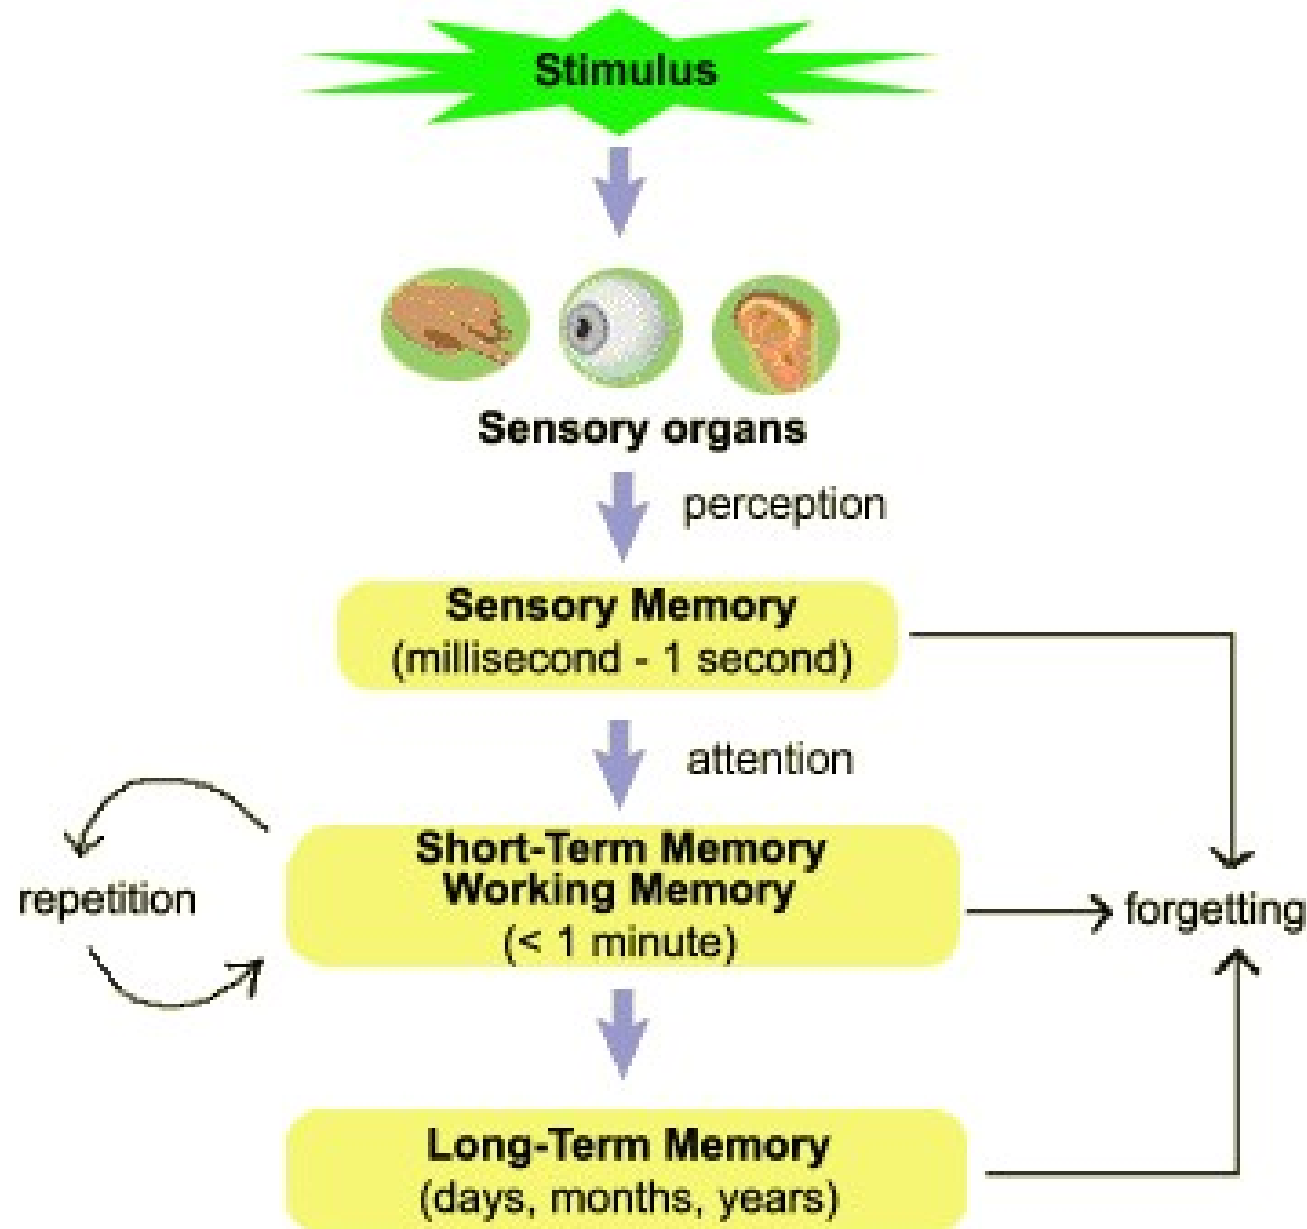 Stimulus
Sensory organs
perception
Sensory Memory
(millisecond - 1 second)
attention
Short-Term Memory
Working Memory
(< 1 minute)
repetition
forgetting
Long-Term Memory
(days, months, years)